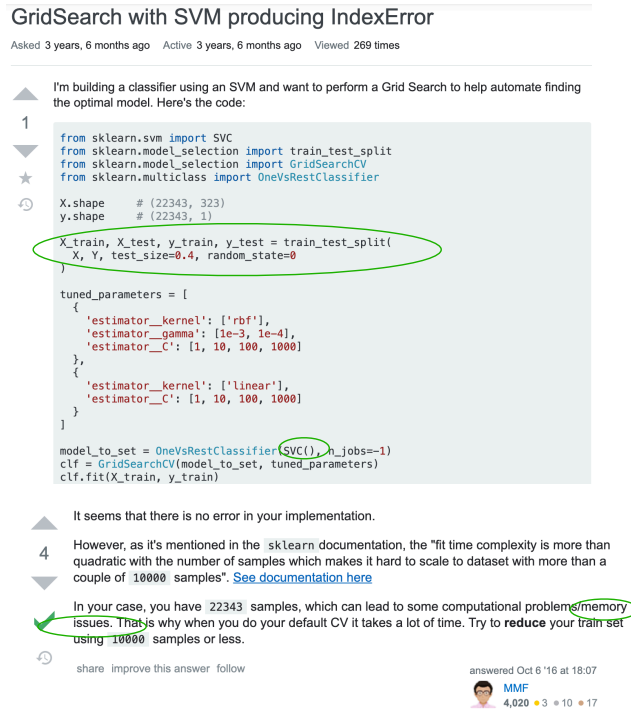 GridSearch with SVM producing IndexError
Asked 3 years, 6 months ago Active 3 years, 6 months ago Viewed 269 times
I'm building a classifier using an SVM and want to perform a Grid Search to help automate finding
the optimal model. Here's the code:
1
from sklearn.svm import SVC
from sklearn.model_selection import train_test_split
from sklearn.model_selection import GridSearchCV
from sklearn.multiclass import OneVsRestClassifier
X.shape # (22343, 323)
y.shape # (22343, 1)
X_train, X_test, y_train, y_test = train_test_split(
X, Y, test_size=0.4, random_state=0
)
tuned_parameters = [
{
'estimator__kernel': ['rbf'],
'estimator__gamma': [1e-3, 1e-4],
'estimator__C': [1, 10, 100, 1000]
},
{
'estimator__kernel': ['linear'],
'estimator__C': [1, 10, 100, 1000]
}
]
model_to_set = OneVsRestClassifier(SVC(), n_jobs=-1)
clf = GridSearchCV(model_to_set, tuned_parameters)
clf.fit(X_train, y_train)
It seems that there is no error in your implementation.
4
However, as it's mentioned in the sklearn documentation, the "fit time complexity is more than
quadratic with the number of samples which makes it hard to scale to dataset with more than a
couple of 10000 samples". See documentation here
In your case, you have 22343 samples, which can lead to some computational problems/memory
issues. That is why when you do your default CV it takes a lot of time. Try to reduce your train set
using 10000 samples or less.
share improve this answer follow
answered Oct 6 '16 at 18:07
MMF
4,020 3 10 17